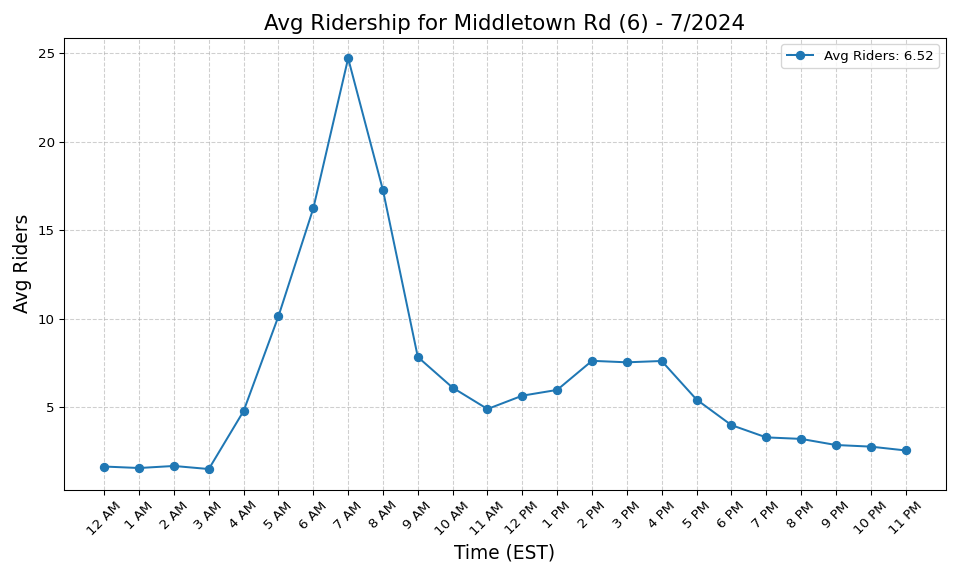 Avg Ridership for Middletown Rd (6) - 7/2024
Avg Riders: 6.52
25
20
15
10
5
Avg Riders
12 AM
1 AM
2 AM
3 AM
4 AM
5 AM
6 AM
7 AM
8 AM
9 AM
10 AM
11 AM
12 PM
1 PM
2 PM
3 PM
4 PM
5 PM
6 PM
7 PM
8 PM
9 PM
10 PM
11 PM
Time (EST)